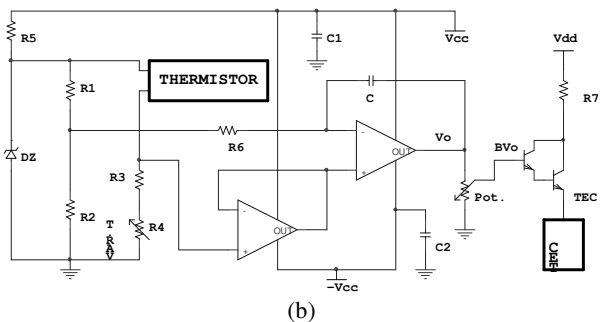 R5
C1
Vcc
Vdd
R1
THERMISTOR
C
R7
R6
-
OUT
+
Vo
BVo
DZ
R3
Pot.
TEC
R2
R4
-
OUT
+
C2
-Vcc
(b)